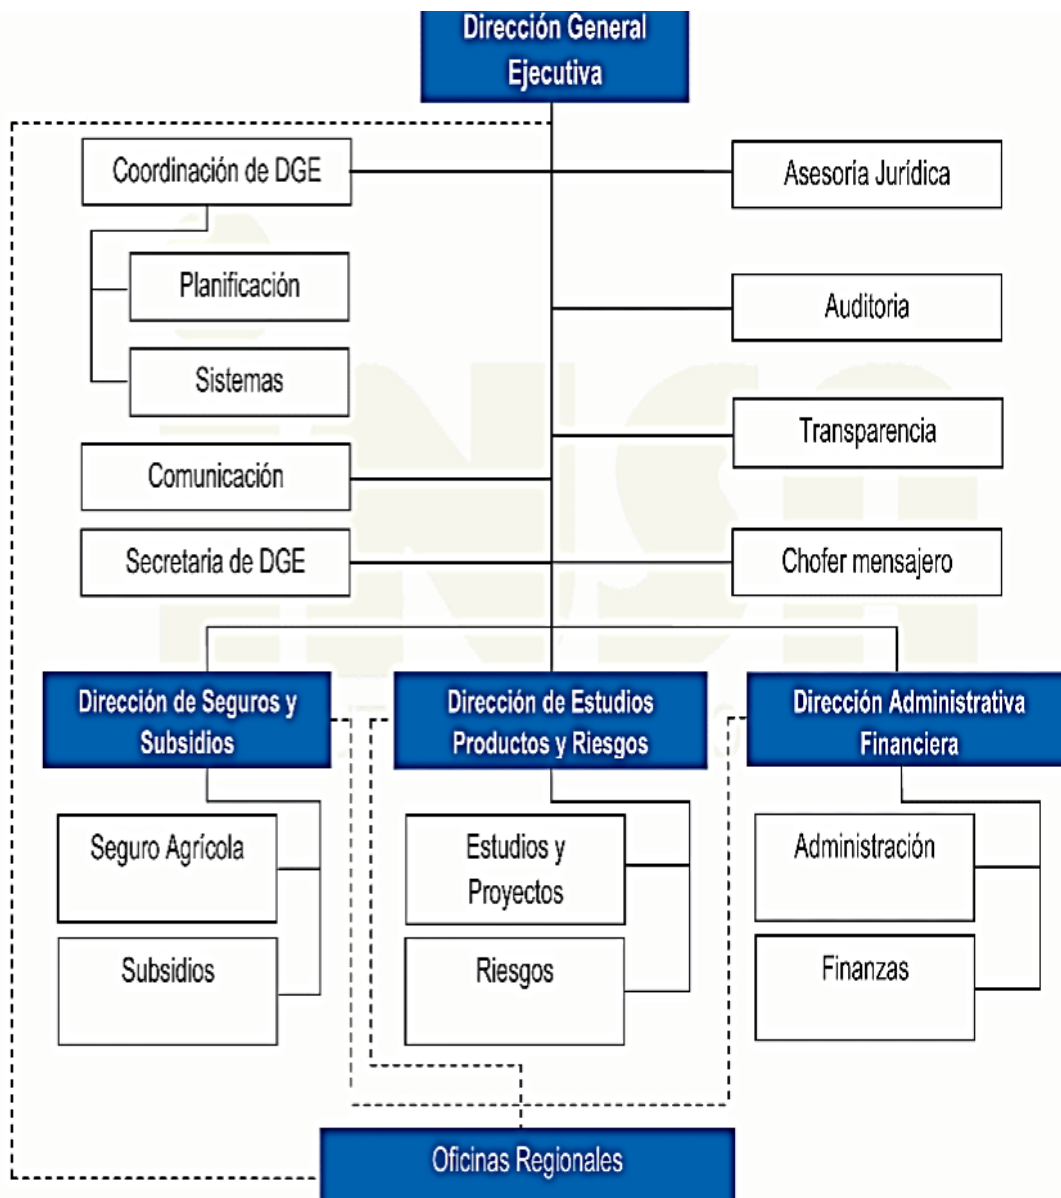 Dirección General
Ejecutiva
Coordinación de DGE
Asesoría Jurídica
Planificación
Auditoria
Sistemas
Transparencia
Comunicación
Secretaria de DGE
Chofer mensajero
Dirección de Seguros y
Subsidios
Dirección de Estudios
Productos y Riesgos
Dirección Administrativa
Financiera
Seguro Agrícola
Estudios y
Proyectos
Administración
Subsidios
Riesgos
Finanzas
Oficinas Regionales